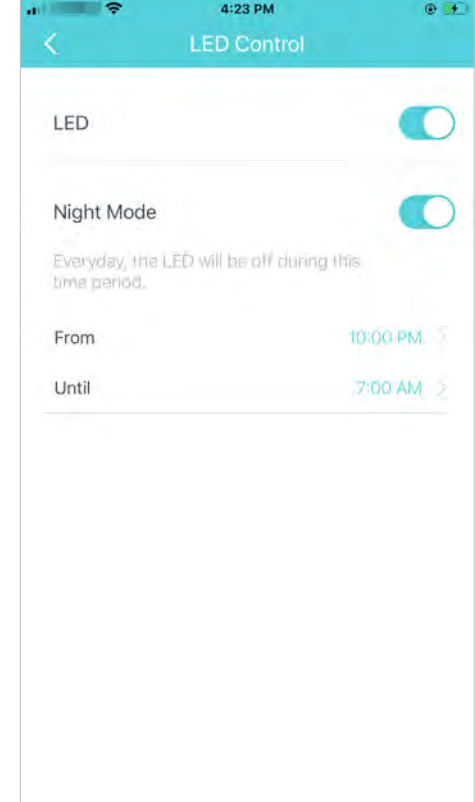 4:23 PM
LED Control
LED
Night Mode
Everyday, the LED will be off during this
time period.
From 10:00 PM
Until 7:00 AM